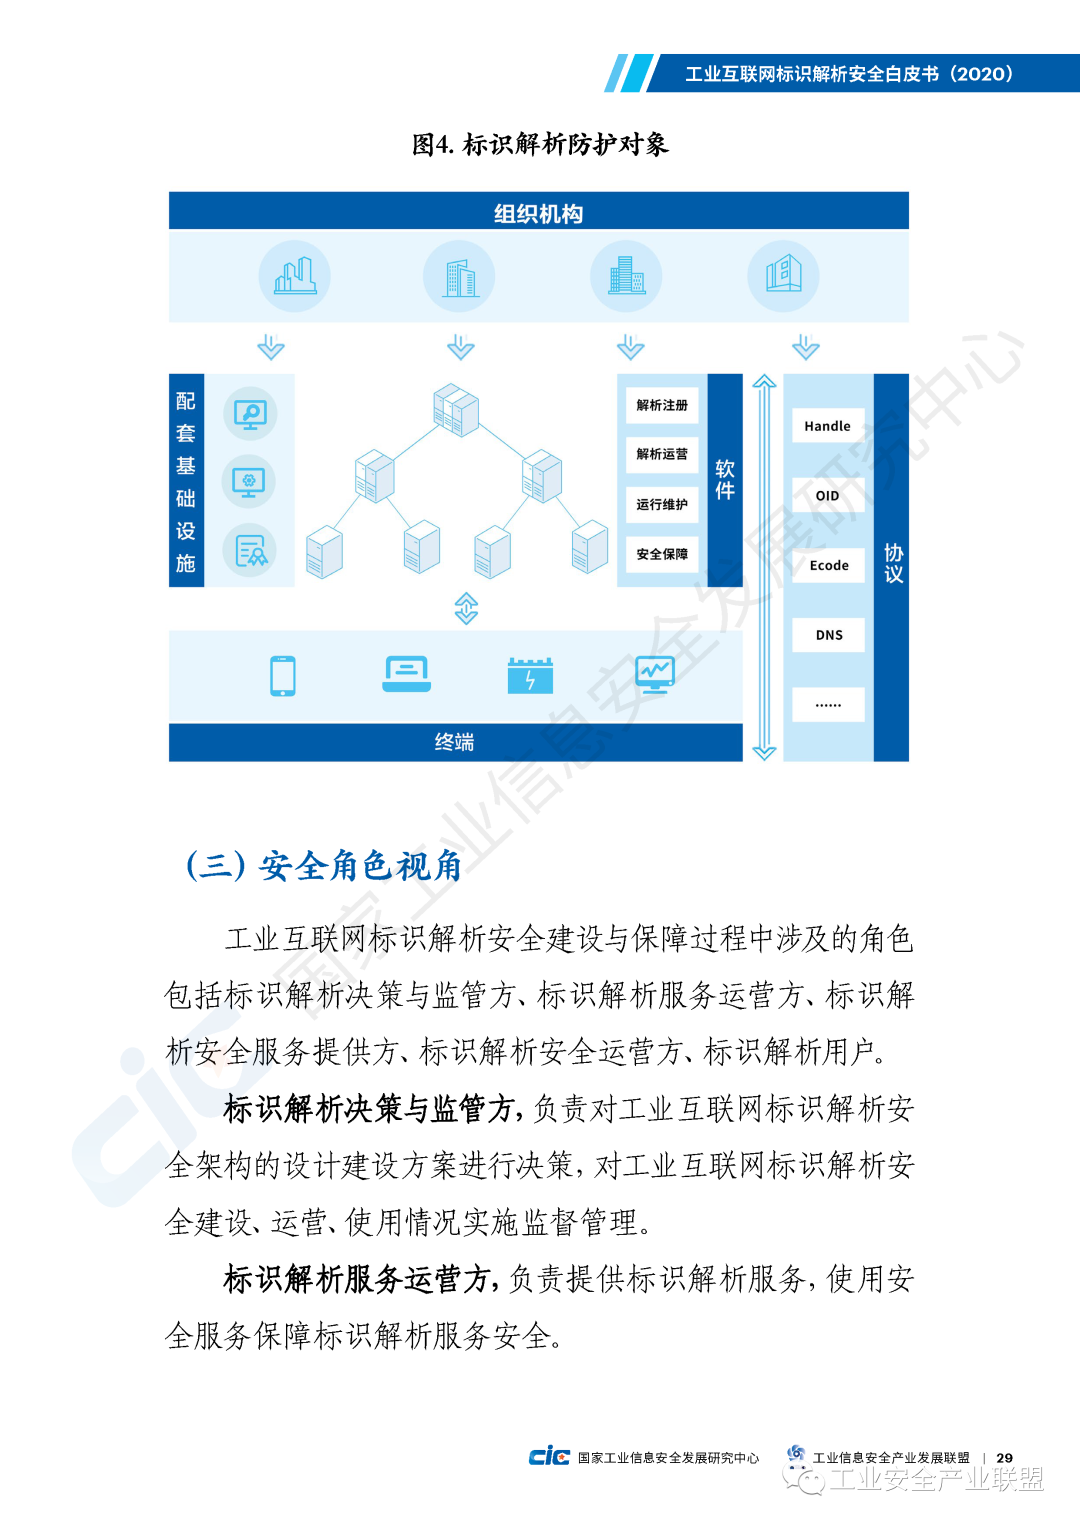 工业互联网标识解析安全白皮书（2020）
图4. 标识解析防护对象
组织机构
配套基础设施
解析注册
解析运营
运行维护
安全保障
软件
Handle
OID
Ecode
DNS
……
协议
终端
（三）安全角色视角
工业互联网标识解析安全建设与保障过程中涉及的角色
包括标识解析决策与监管方、标识解析服务运营方、标识解
析安全服务提供方、标识解析安全运营方、标识解析用户。
标识解析决策与监管方，负责对工业互联网标识解析安
全架构的设计建设方案进行决策，对工业互联网标识解析安
全建设、运营、使用情况实施监督管理。
标识解析服务运营方，负责提供标识解析服务，使用安
全服务保障标识解析服务安全。
国家工业信息安全发展研究中心
cic
cic 国家工业信息安全发展研究中心 工业信息安全产业发展联盟 | 29
工业安全产业联盟